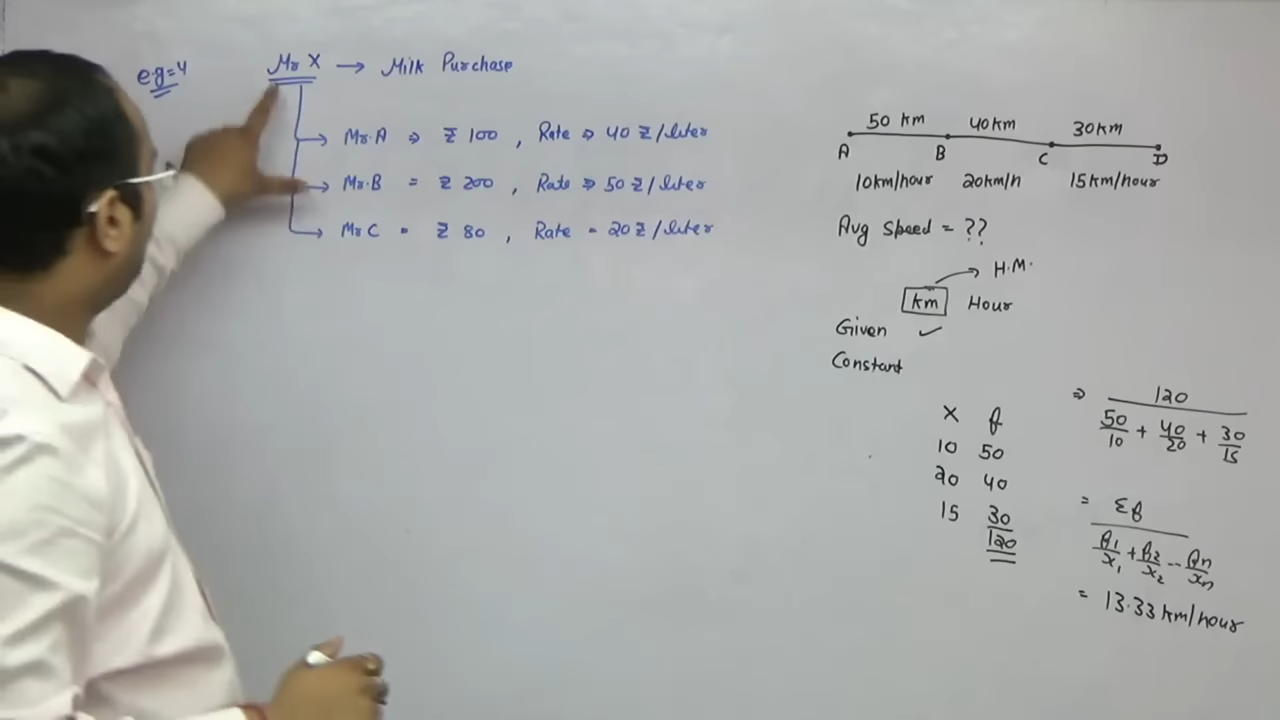 e.g=4
Mr X → Milk Purchase
Mr.A ⇒ ₹ 100 , Rate ⇒ 40 ₹/liter
Mr.B = ₹ 200 , Rate ⇒ 50 ₹/liter
Mr C = ₹ 80 , Rate = 20 ₹/liter
50 KM 40KM 30KM
A B C D
10km/hour 20km/h 15km/hour
Avg Speed = ??
→ H.M.
km Hour
Given ✓
Constant
X f
10 50
20 40
15 30
120
⇒ 120
50/10 + 40/20 + 30/15
= Σf
f1/x1 + f2/x2 -- fn/xn
= 13.33 km/hour